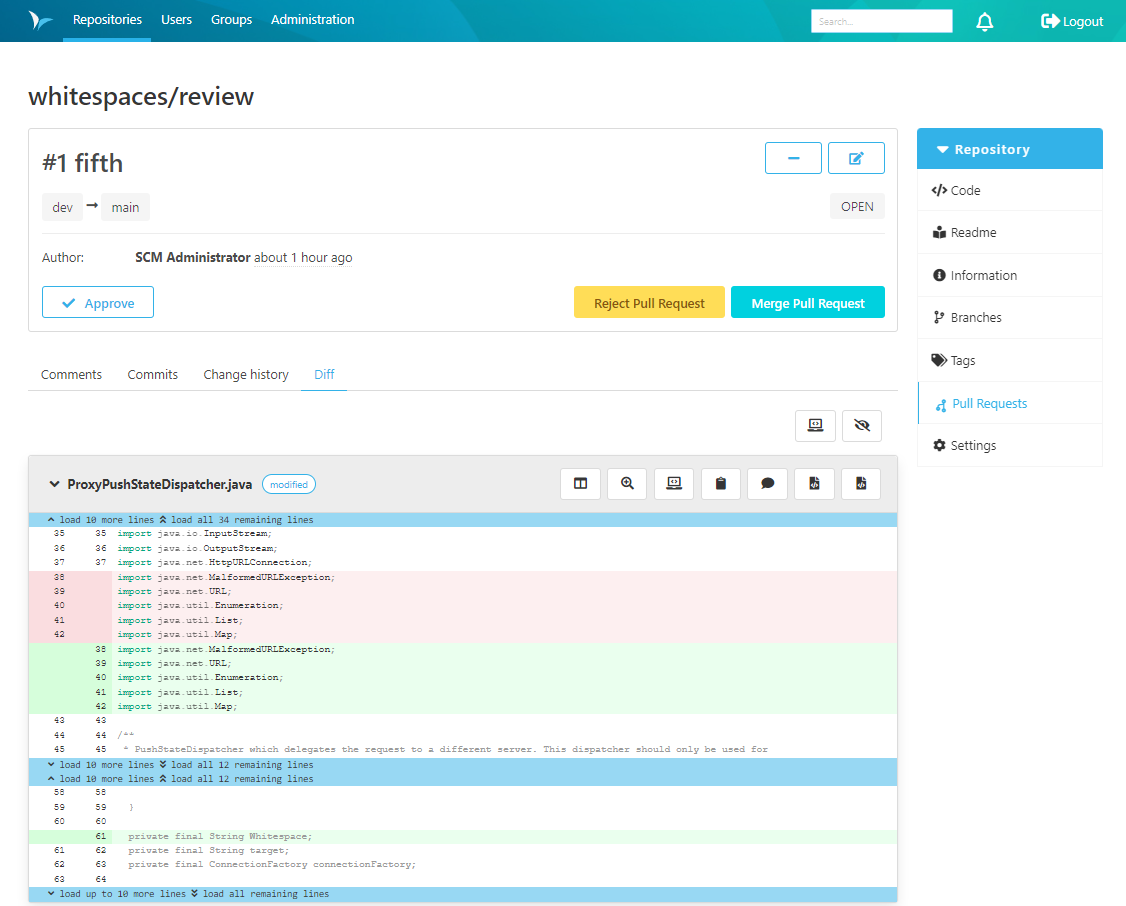 Repositories Users Groups Administration Search... Logout
whitespaces/review
#1 fifth
dev → main OPEN
Author: SCM Administrator about 1 hour ago
Approve Reject Pull Request Merge Pull Request
Repository
Code
Readme
Information
Branches
Tags
Pull Requests
Settings
Comments Commits Change history Diff
ProxyPushStateDispatcher.java modified
load 10 more lines load all 34 remaining lines
35 35 import java.io.InputStream;
36 36 import java.io.OutputStream;
37 37 import java.net.HttpURLConnection;
38 import java.net.MalformedURLException;
39 import java.net.URL;
40 import java.util.Enumeration;
41 import java.util.List;
42 import java.util.Map;
38 import java.net.MalformedURLException;
39 import java.net.URL;
40 import java.util.Enumeration;
41 import java.util.List;
42 import java.util.Map;
43 43
44 44 /**
45 45 * PushStateDispatcher which delegates the request to a different server. This dispatcher should only be used for
load 10 more lines load all 12 remaining lines
load 10 more lines load all 12 remaining lines
58 58
59 59 }
60 60
61 private final String Whitespace;
61 62 private final String target;
62 63 private final ConnectionFactory connectionFactory;
63 64
load up to 10 more lines load all remaining lines